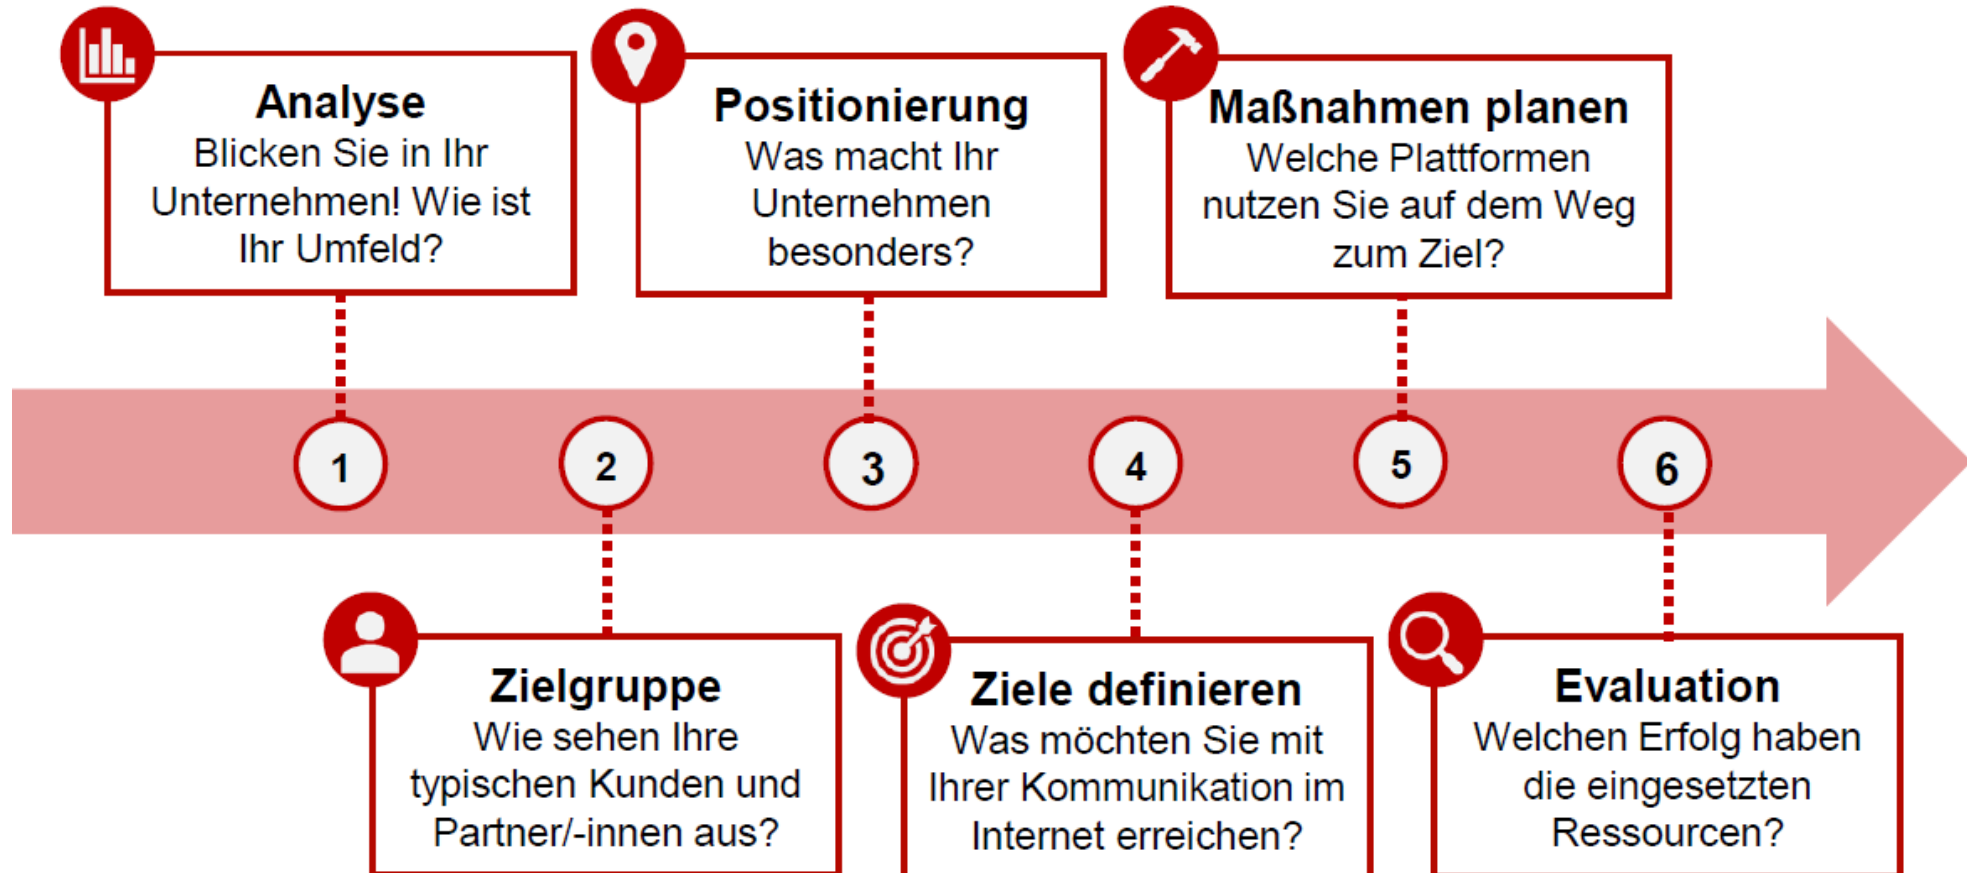 Analyse
Blicken Sie in Ihr
Unternehmen! Wie ist
Ihr Umfeld?
Positionierung
Was macht Ihr
Unternehmen
besonders?
Maßnahmen planen
Welche Plattformen
nutzen Sie auf dem Weg
zum Ziel?
1
2
3
4
5
6
Zielgruppe
Wie sehen Ihre
typischen Kunden und
Partner/-innen aus?
Ziele definieren
Was möchten Sie mit
Ihrer Kommunikation im
Internet erreichen?
Evaluation
Welchen Erfolg haben
die eingesetzten
Ressourcen?